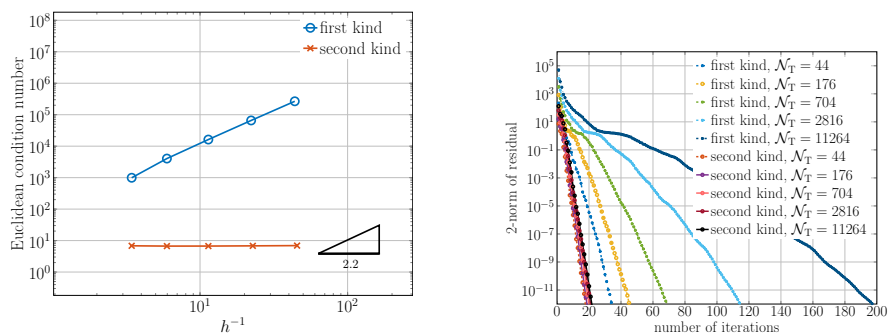 10^8
10^7
10^6
10^5
10^4
10^3
10^2
10^1
10^0
Euclidean condition number
first kind
second kind
2.2
10^1
10^2
h^{-1}
10^5
10^3
10^1
10^{-1}
10^{-3}
10^{-5}
10^{-7}
10^{-9}
10^{-11}
2-norm of residual
first kind, 𝒩_T = 44
first kind, 𝒩_T = 176
first kind, 𝒩_T = 704
first kind, 𝒩_T = 2816
first kind, 𝒩_T = 11264
second kind, 𝒩_T = 44
second kind, 𝒩_T = 176
second kind, 𝒩_T = 704
second kind, 𝒩_T = 2816
second kind, 𝒩_T = 11264
0 20 40 60 80 100 120 140 160 180 200
number of iterations